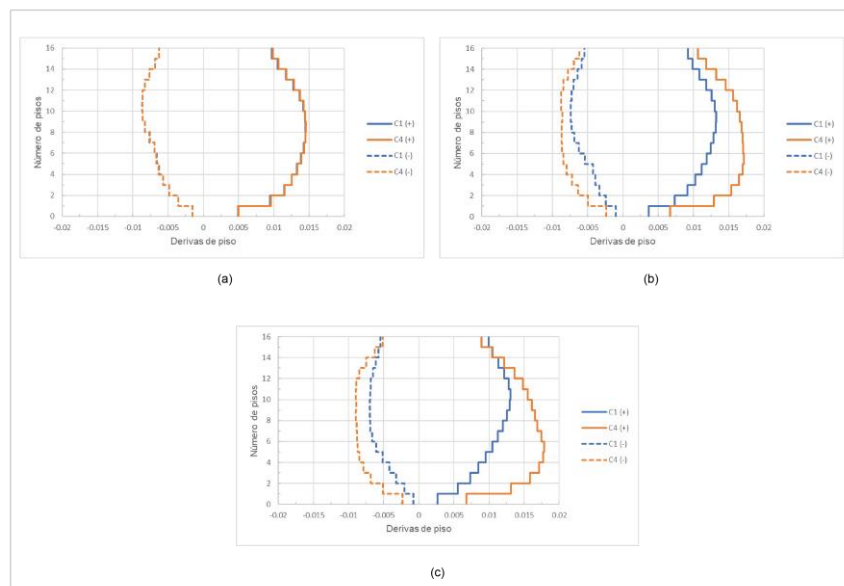 16
14
12
10
8
6
4
2
0
Número de pisos
-0.02 -0.015 -0.01 -0.005 0 0.005 0.01 0.015 0.02
Derivas de piso
C1 (+)
C4 (+)
C1 (-)
C4 (-)
(a)
16
14
12
10
8
6
4
2
0
Número de pisos
-0.02 -0.015 -0.01 -0.005 0 0.005 0.01 0.015 0.02
Derivas de piso
C1 (+)
C4 (+)
C1 (-)
C4 (-)
(b)
16
14
12
10
8
6
4
2
0
Número de pisos
-0.02 -0.015 -0.01 -0.005 0 0.005 0.01 0.015 0.02
Derivas de piso
C1 (+)
C4 (+)
C1 (-)
C4 (-)
(c)